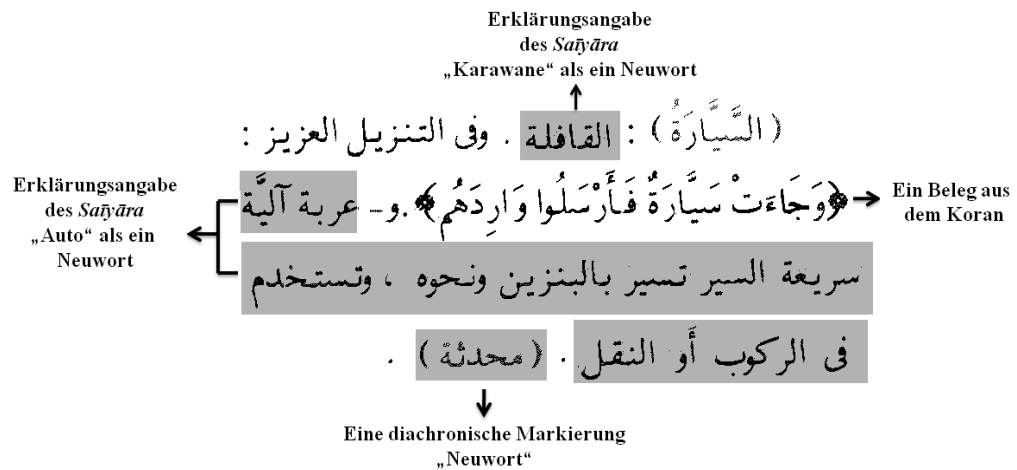 Erklärungsangabe
des Saīyāra
„Karawane“ als ein Neuwort
(السَّيَّارَةُ) : القافلة . وفى التنزيل العزيز :
Erklärungsangabe
des Saīyāra
„Auto“ als ein
Neuwort
﴿وَجَاءَتْ سَيَّارَةٌ فَأَرْسَلُوا وَارِدَهُم﴾ .و_ عربة آليَّة
Ein Beleg aus
dem Koran
سريعة السير تسير بالبنزين ونحوه ، وتستخدم
فى الركوب أَو النقل . (محدثة) .
Eine diachronische Markierung
„Neuwort“